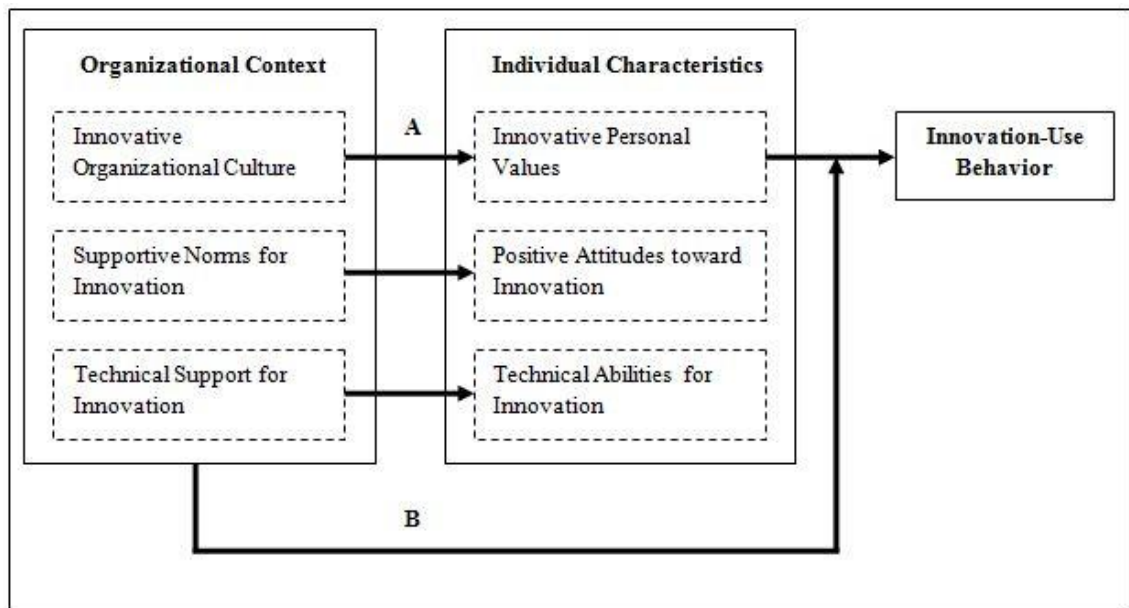 Organizational Context
Innovative
Organizational Culture
Supportive Norms for
Innovation
Technical Support for
Innovation
A
B
Individual Characteristics
Innovative Personal
Values
Positive Attitudes toward
Innovation
Technical Abilities for
Innovation
Innovation-Use
Behavior